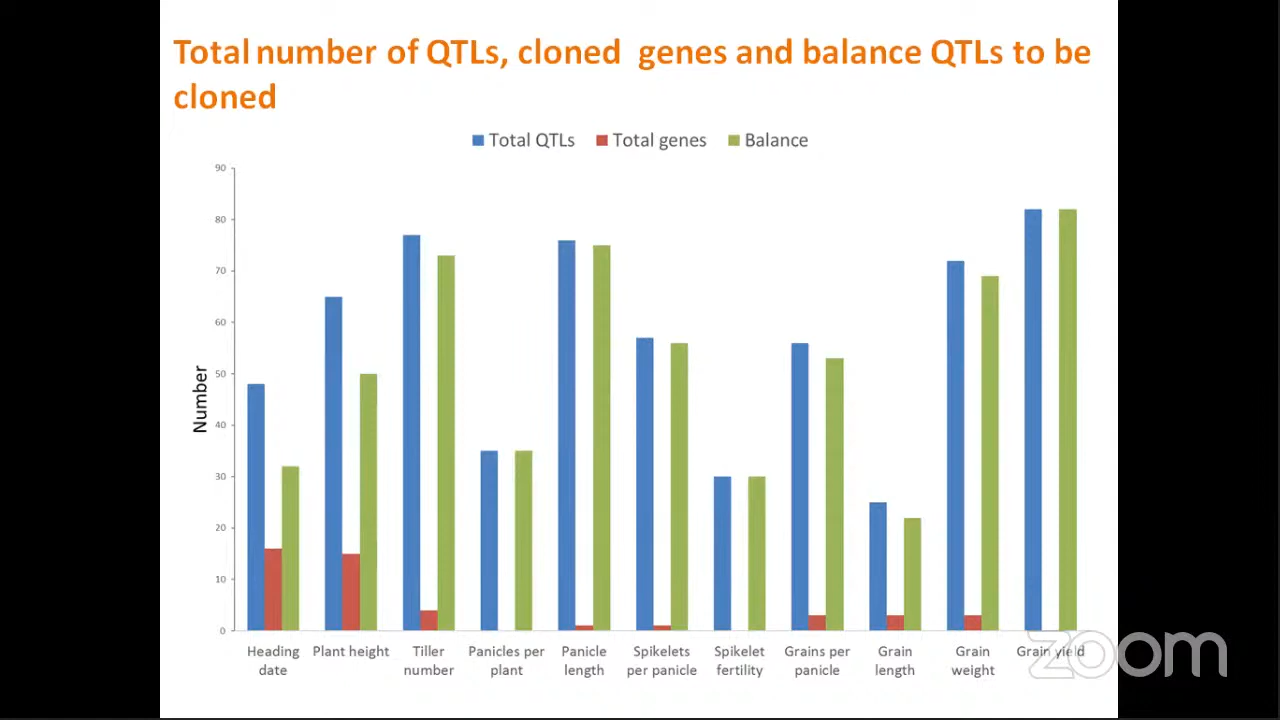 Total number of QTLs, cloned genes and balance QTLs to be
cloned
Total QTLs Total genes Balance
90
80
70
60
50
40
30
20
10
0
Number
Heading date
Plant height
Tiller number
Panicles per plant
Panicle length
Spikelets per panicle
Spikelet fertility
Grains per panicle
Grain length
Grain weight
Grain yield
zoom